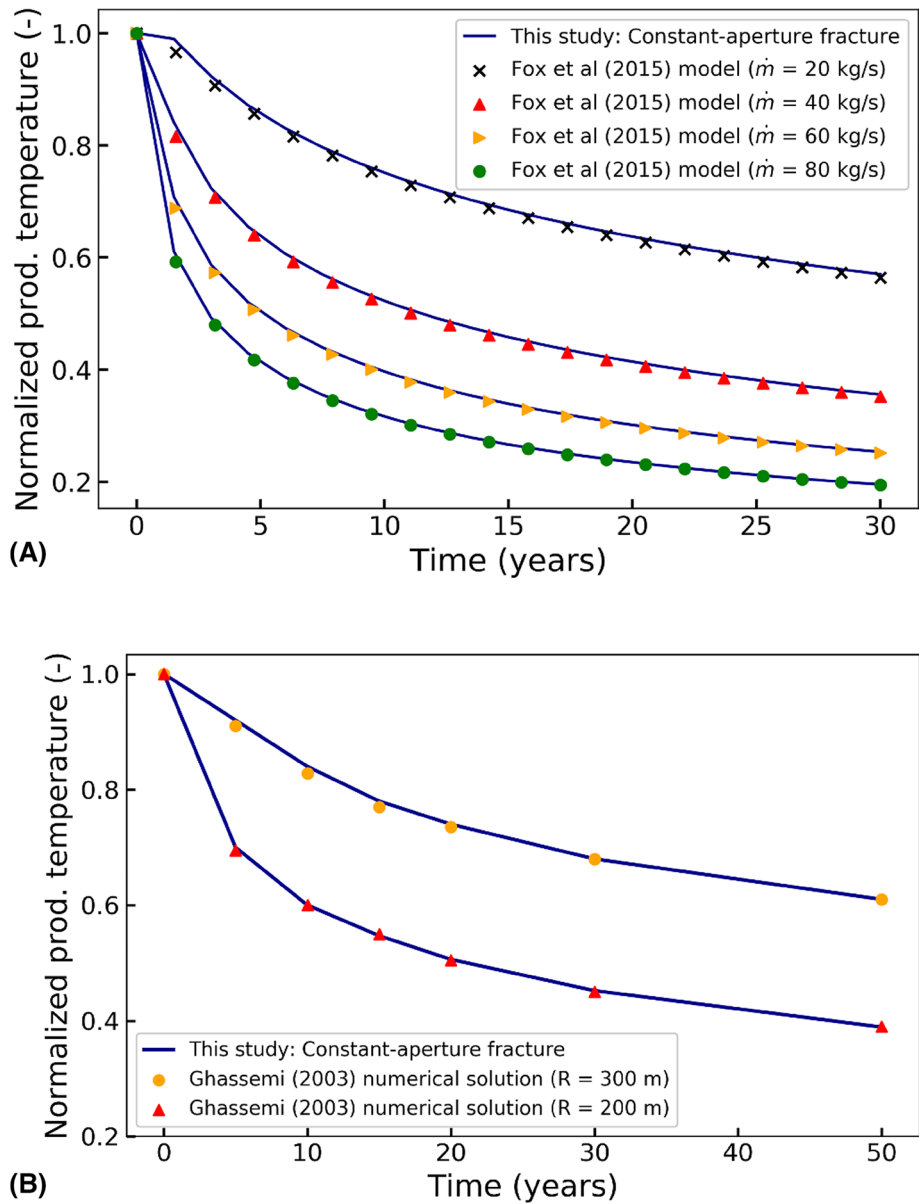 Normalized prod. temperature (-)
1.0
0.8
0.6
0.4
0.2
This study: Constant-aperture fracture
Fox et al (2015) model (ṁ = 20 kg/s)
Fox et al (2015) model (ṁ = 40 kg/s)
Fox et al (2015) model (ṁ = 60 kg/s)
Fox et al (2015) model (ṁ = 80 kg/s)
0 5 10 15 20 25 30
Time (years)
(A)
Normalized prod. temperature (-)
1.0
0.8
0.6
0.4
0.2
This study: Constant-aperture fracture
Ghassemi (2003) numerical solution (R = 300 m)
Ghassemi (2003) numerical solution (R = 200 m)
0 10 20 30 40 50
Time (years)
(B)